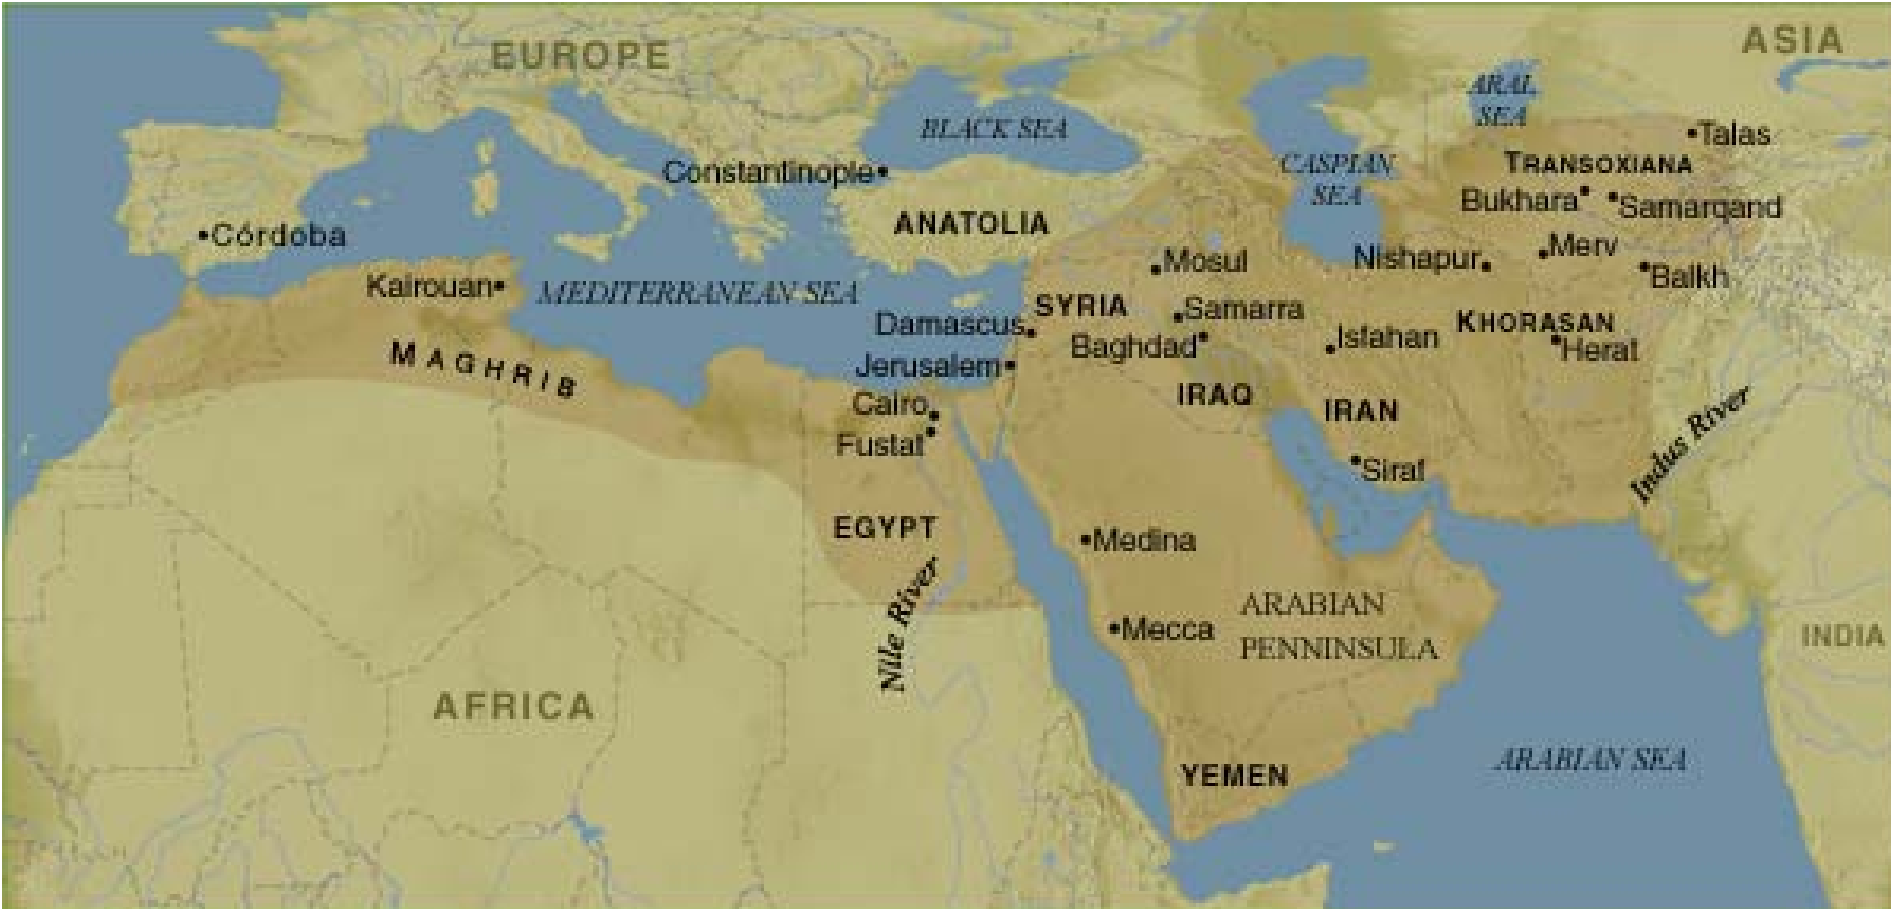 EUROPE
ASIA
ARAL
SEA
BLACK SEA
•Talas
CASPIAN
SEA
TRANSOXIANA
Constantinople•
Bukhara•
•Samarqand
ANATOLIA
•Córdoba
•Merv
•Mosul
Nishapur.
•Balkh
Kairouan•
MEDITERRANEAN SEA
SYRIA
•Samarra
KHORASAN
Damascus.
•Isfahan
Baghdad•
•Herat
MAGHRIB
Jerusalem•
IRAQ
IRAN
Cairo.
Fustat•
Indus River
•Siraf
EGYPT
•Medina
Nile River
ARABIAN
PENNINSULA
•Mecca
INDIA
AFRICA
ARABIAN SEA
YEMEN